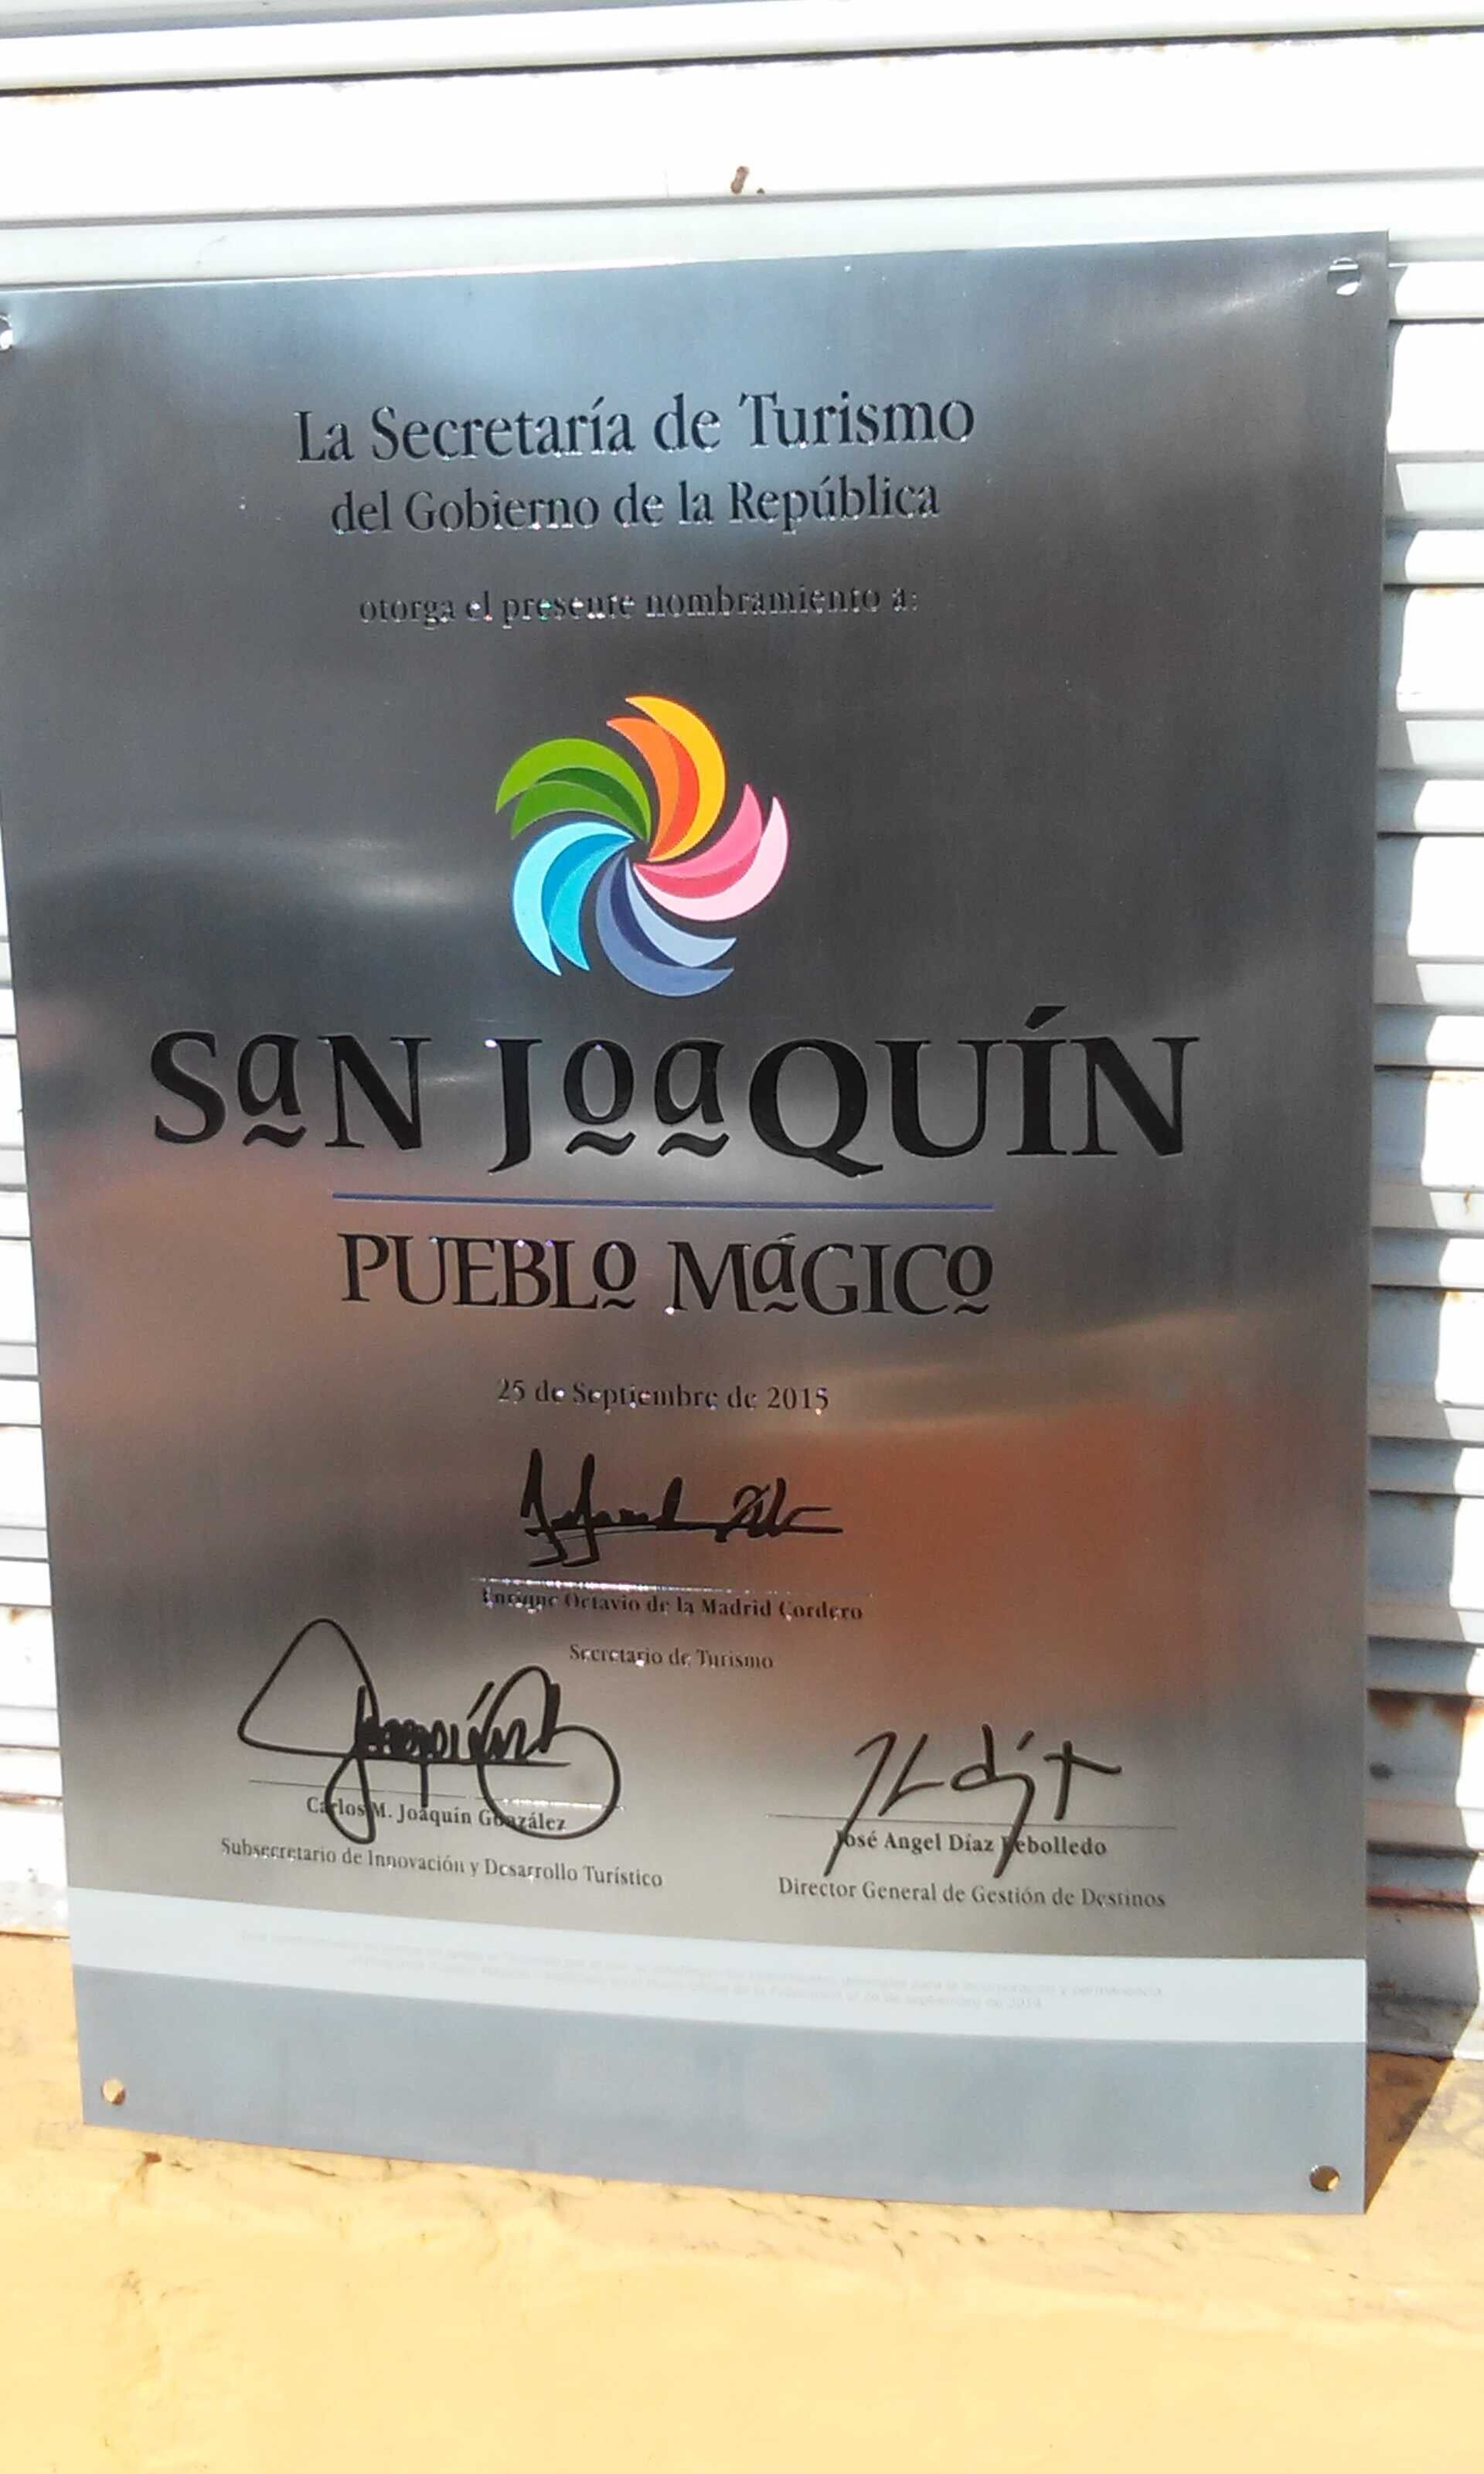 La Secretaría de Turismo
del Gobierno de la República
otorga el presente nombramiento a:
SaN JoaQUÍN
PUEBLo MáGICo
25 de Septiembre de 2015
Enrique Octavio de la Madrid Cordero
Secretario de Turismo
Carlos M. Joaquín González
Subsecretario de Innovación y Desarrollo Turístico
José Angel Díaz Rebolledo
Director General de Gestión de Destinos